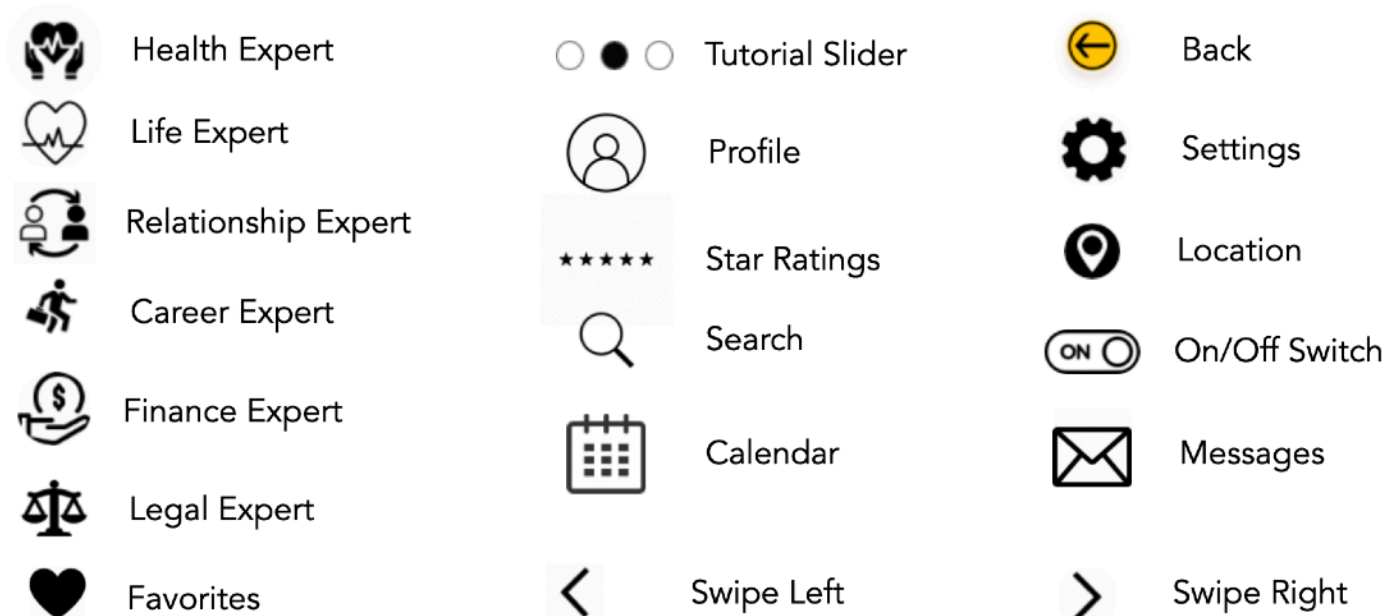 Health Expert
Life Expert
Relationship Expert
Career Expert
Finance Expert
$
Legal Expert
Favorites
Tutorial Slider
Profile
Star Ratings
Search
Calendar
Swipe Left
Back
Settings
Location
ON
On/Off Switch
Messages
Swipe Right